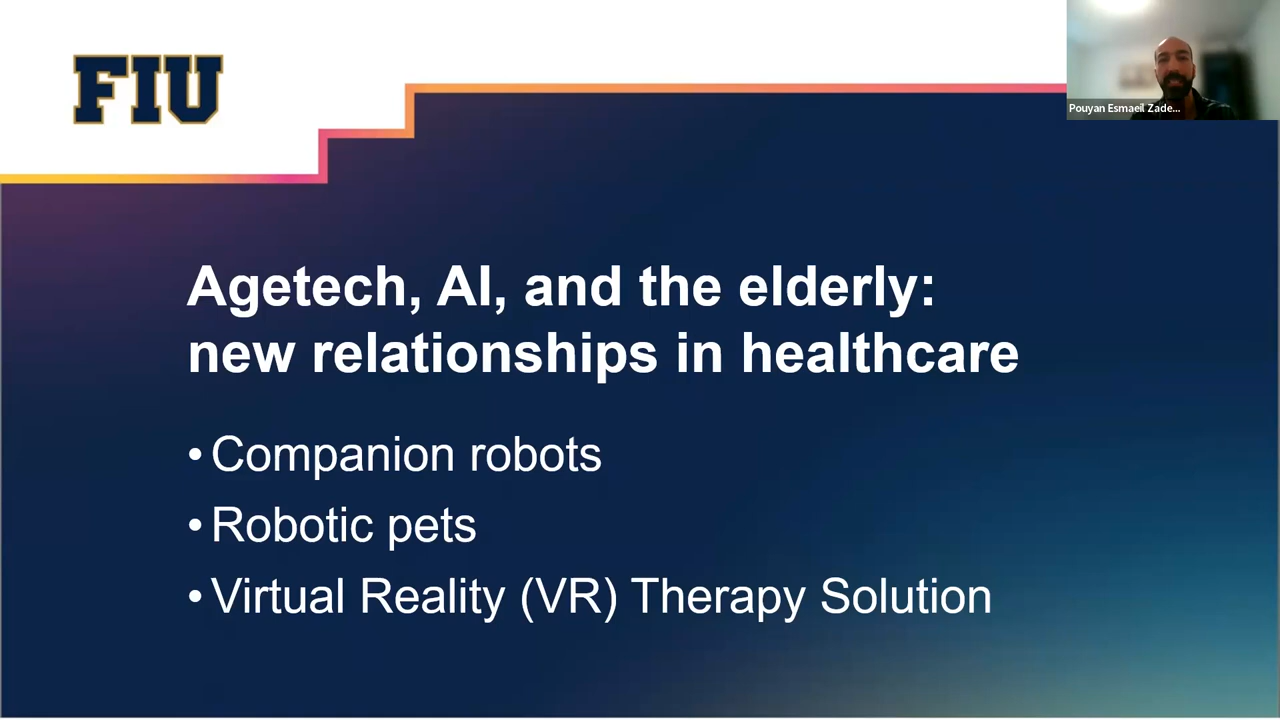 FIU
Pouyan Esmaeil Zade...
Agetech, AI, and the elderly:
new relationships in healthcare
• Companion robots
• Robotic pets
• Virtual Reality (VR) Therapy Solution